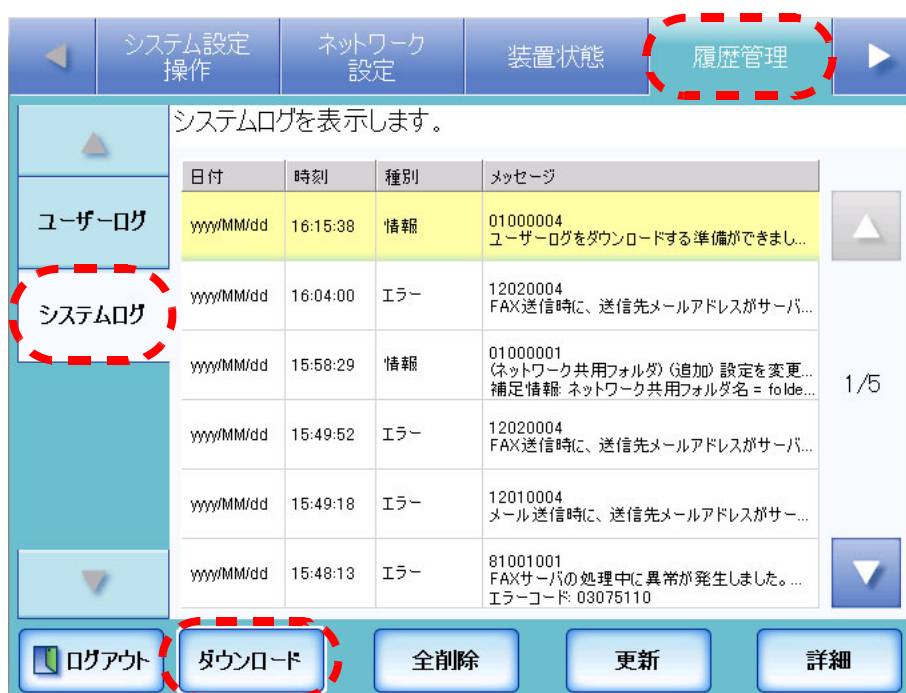 システム設定
操作
ネットワーク
設定
装置状態
履歴管理
システムログを表示します。
ユーザーログ
システムログ
日付 時刻 種別 メッセージ
yyyy/MM/dd 16:15:38 情報 01000004
ユーザーログをダウンロードする準備ができまし...
yyyy/MM/dd 16:04:00 エラー 12020004
FAX送信時に、送信先メールアドレスがサーバ...
yyyy/MM/dd 15:58:29 情報 01000001
(ネットワーク共用フォルダ) (追加) 設定を変更...
補足情報: ネットワーク共用フォルダ名 = folde...
yyyy/MM/dd 15:49:52 エラー 12020004
FAX送信時に、送信先メールアドレスがサーバ...
yyyy/MM/dd 15:49:18 エラー 12010004
メール送信時に、送信先メールアドレスがサー...
yyyy/MM/dd 15:48:13 エラー 81001001
FAXサーバの処理中に異常が発生しました。...
エラーコード: 03075110
1/5
ログアウト
ダウンロード
全削除
更新
詳細